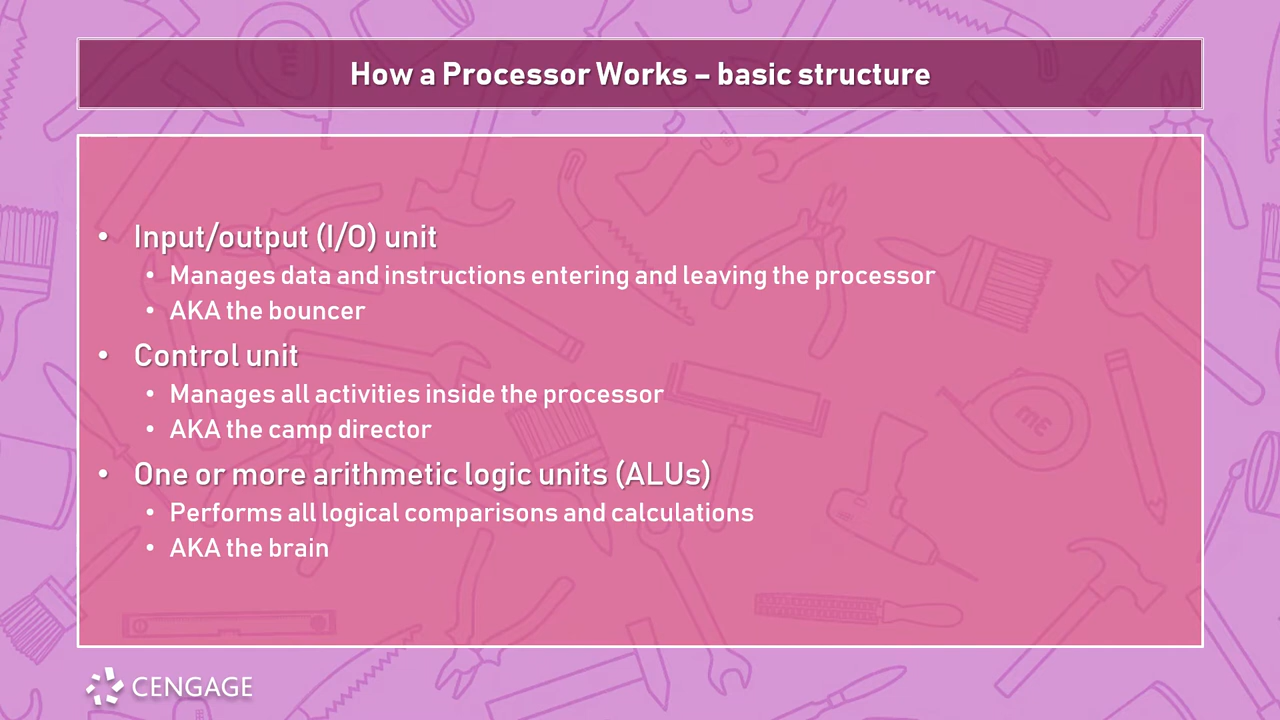 How a Processor Works – basic structure
• Input/output (I/O) unit
• Manages data and instructions entering and leaving the processor
• AKA the bouncer
• Control unit
• Manages all activities inside the processor
• AKA the camp director
• One or more arithmetic logic units (ALUs)
• Performs all logical comparisons and calculations
• AKA the brain
CENGAGE